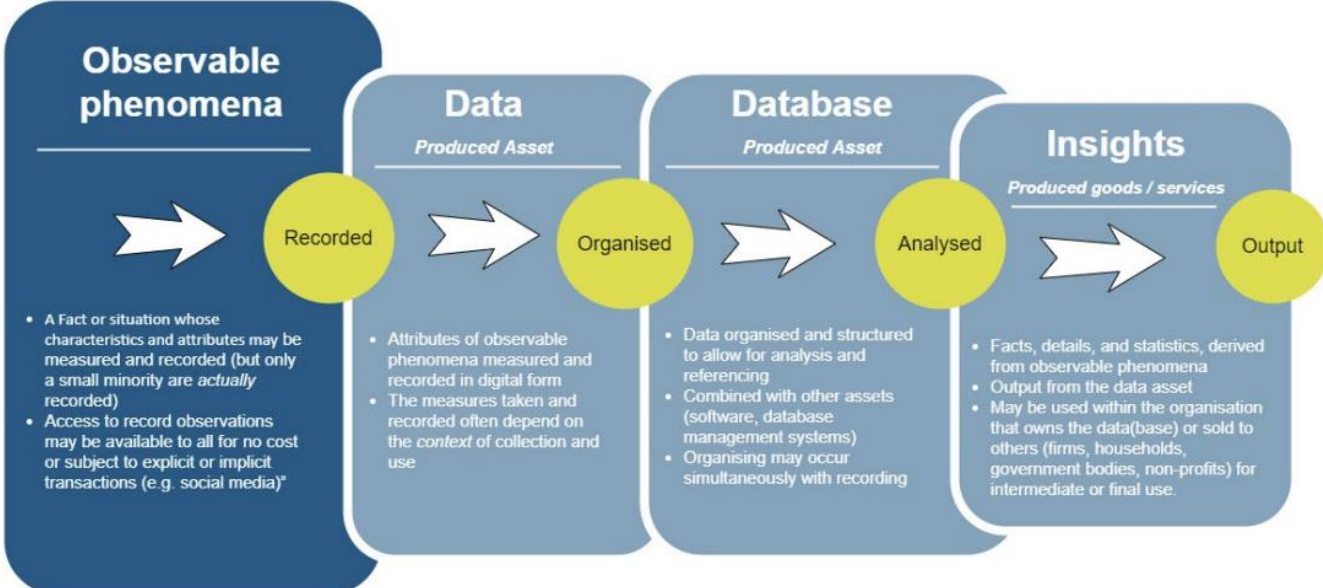 Observable
phenomena
Recorded
• A Fact or situation whose
characteristics and attributes may be
measured and recorded (but only
a small minority are actually
recorded)
• Access to record observations
may be available to all for no cost
or subject to explicit or implicit
transactions (e.g. social media)"
Data
Produced Asset
Organised
• Attributes of observable
phenomena measured and
recorded in digital form
• The measures taken and
recorded often depend on
the context of collection and
use
Database
Produced Asset
Analysed
• Data organised and structured
to allow for analysis and
referencing
• Combined with other assets
(software, database
management systems)
• Organising may occur
simultaneously with recording
Insights
Produced goods / services
Output
• Facts, details, and statistics, derived
from observable phenomena
• Output from the data asset
• May be used within the organisation
that owns the data(base) or sold to
others (firms, households,
government bodies, non-profits) for
intermediate or final use.